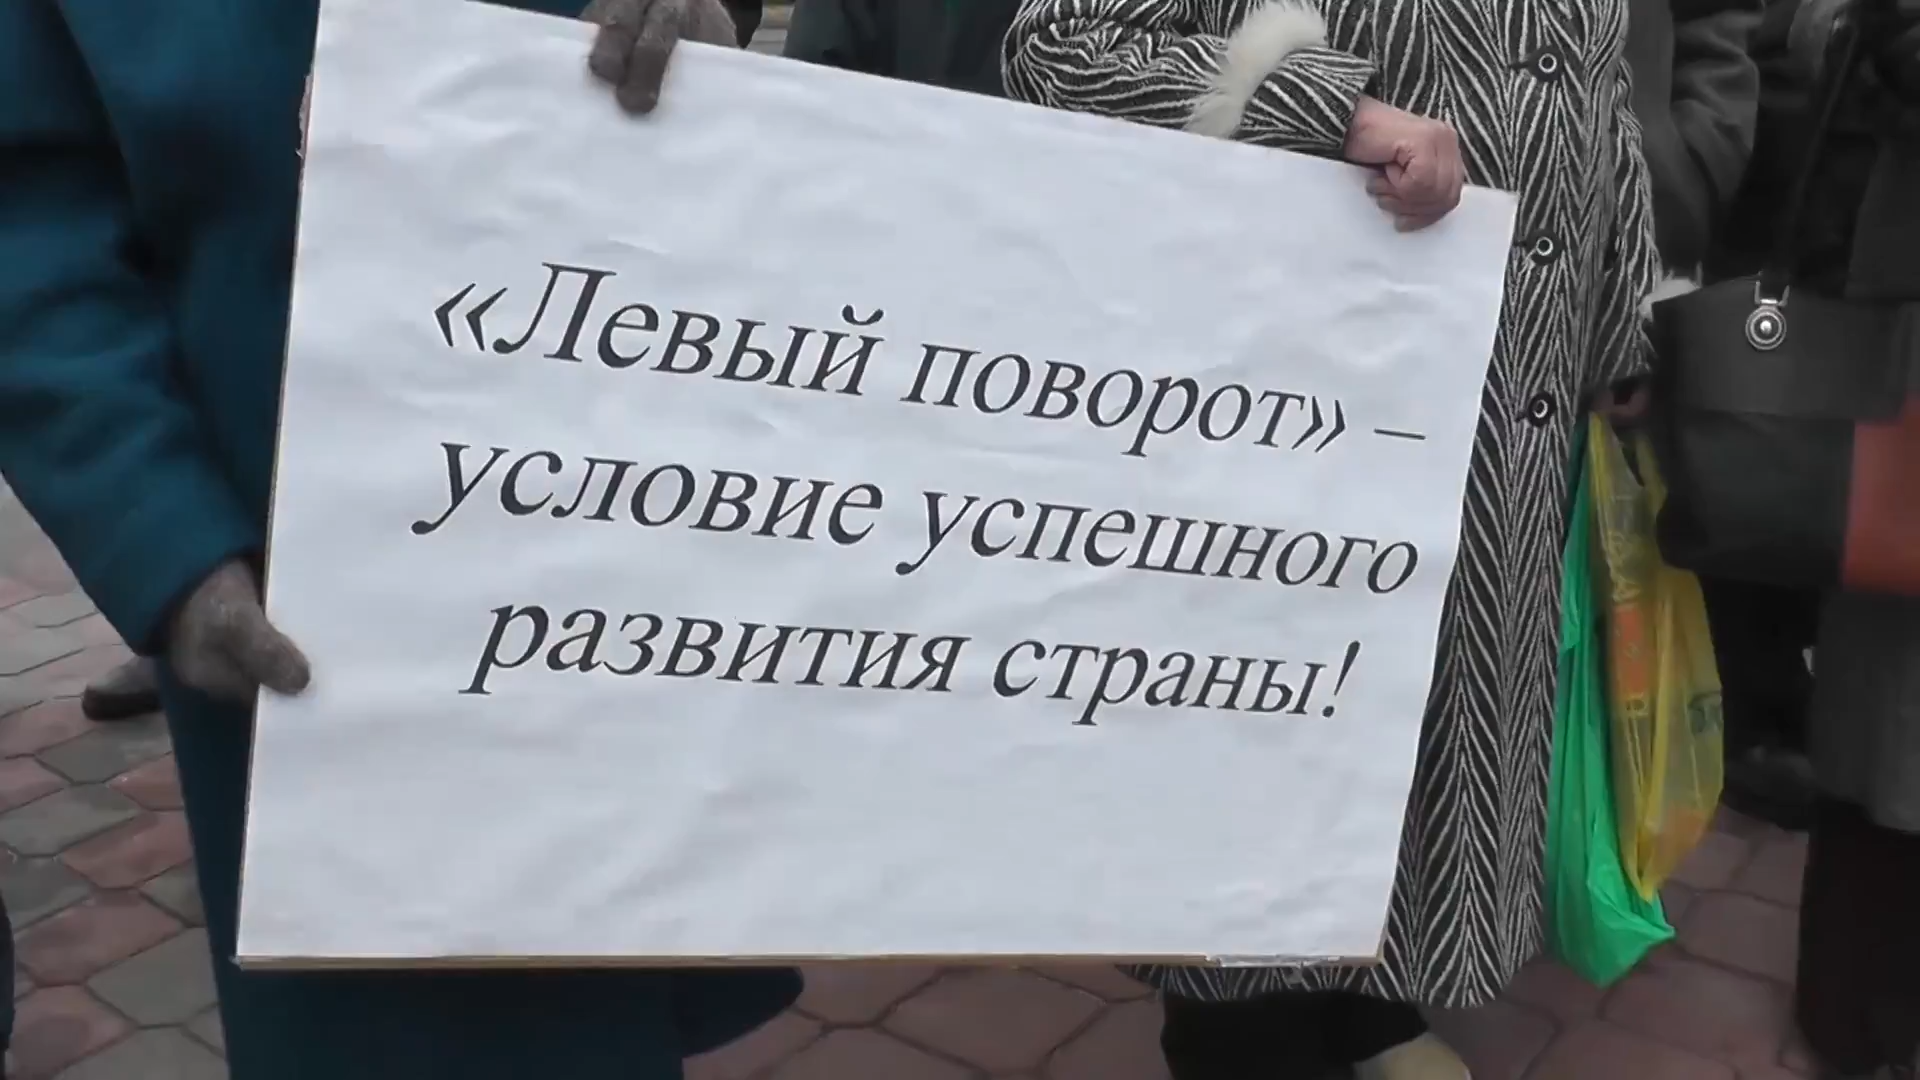 «Левый поворот» –
условие успешного
развития страны!